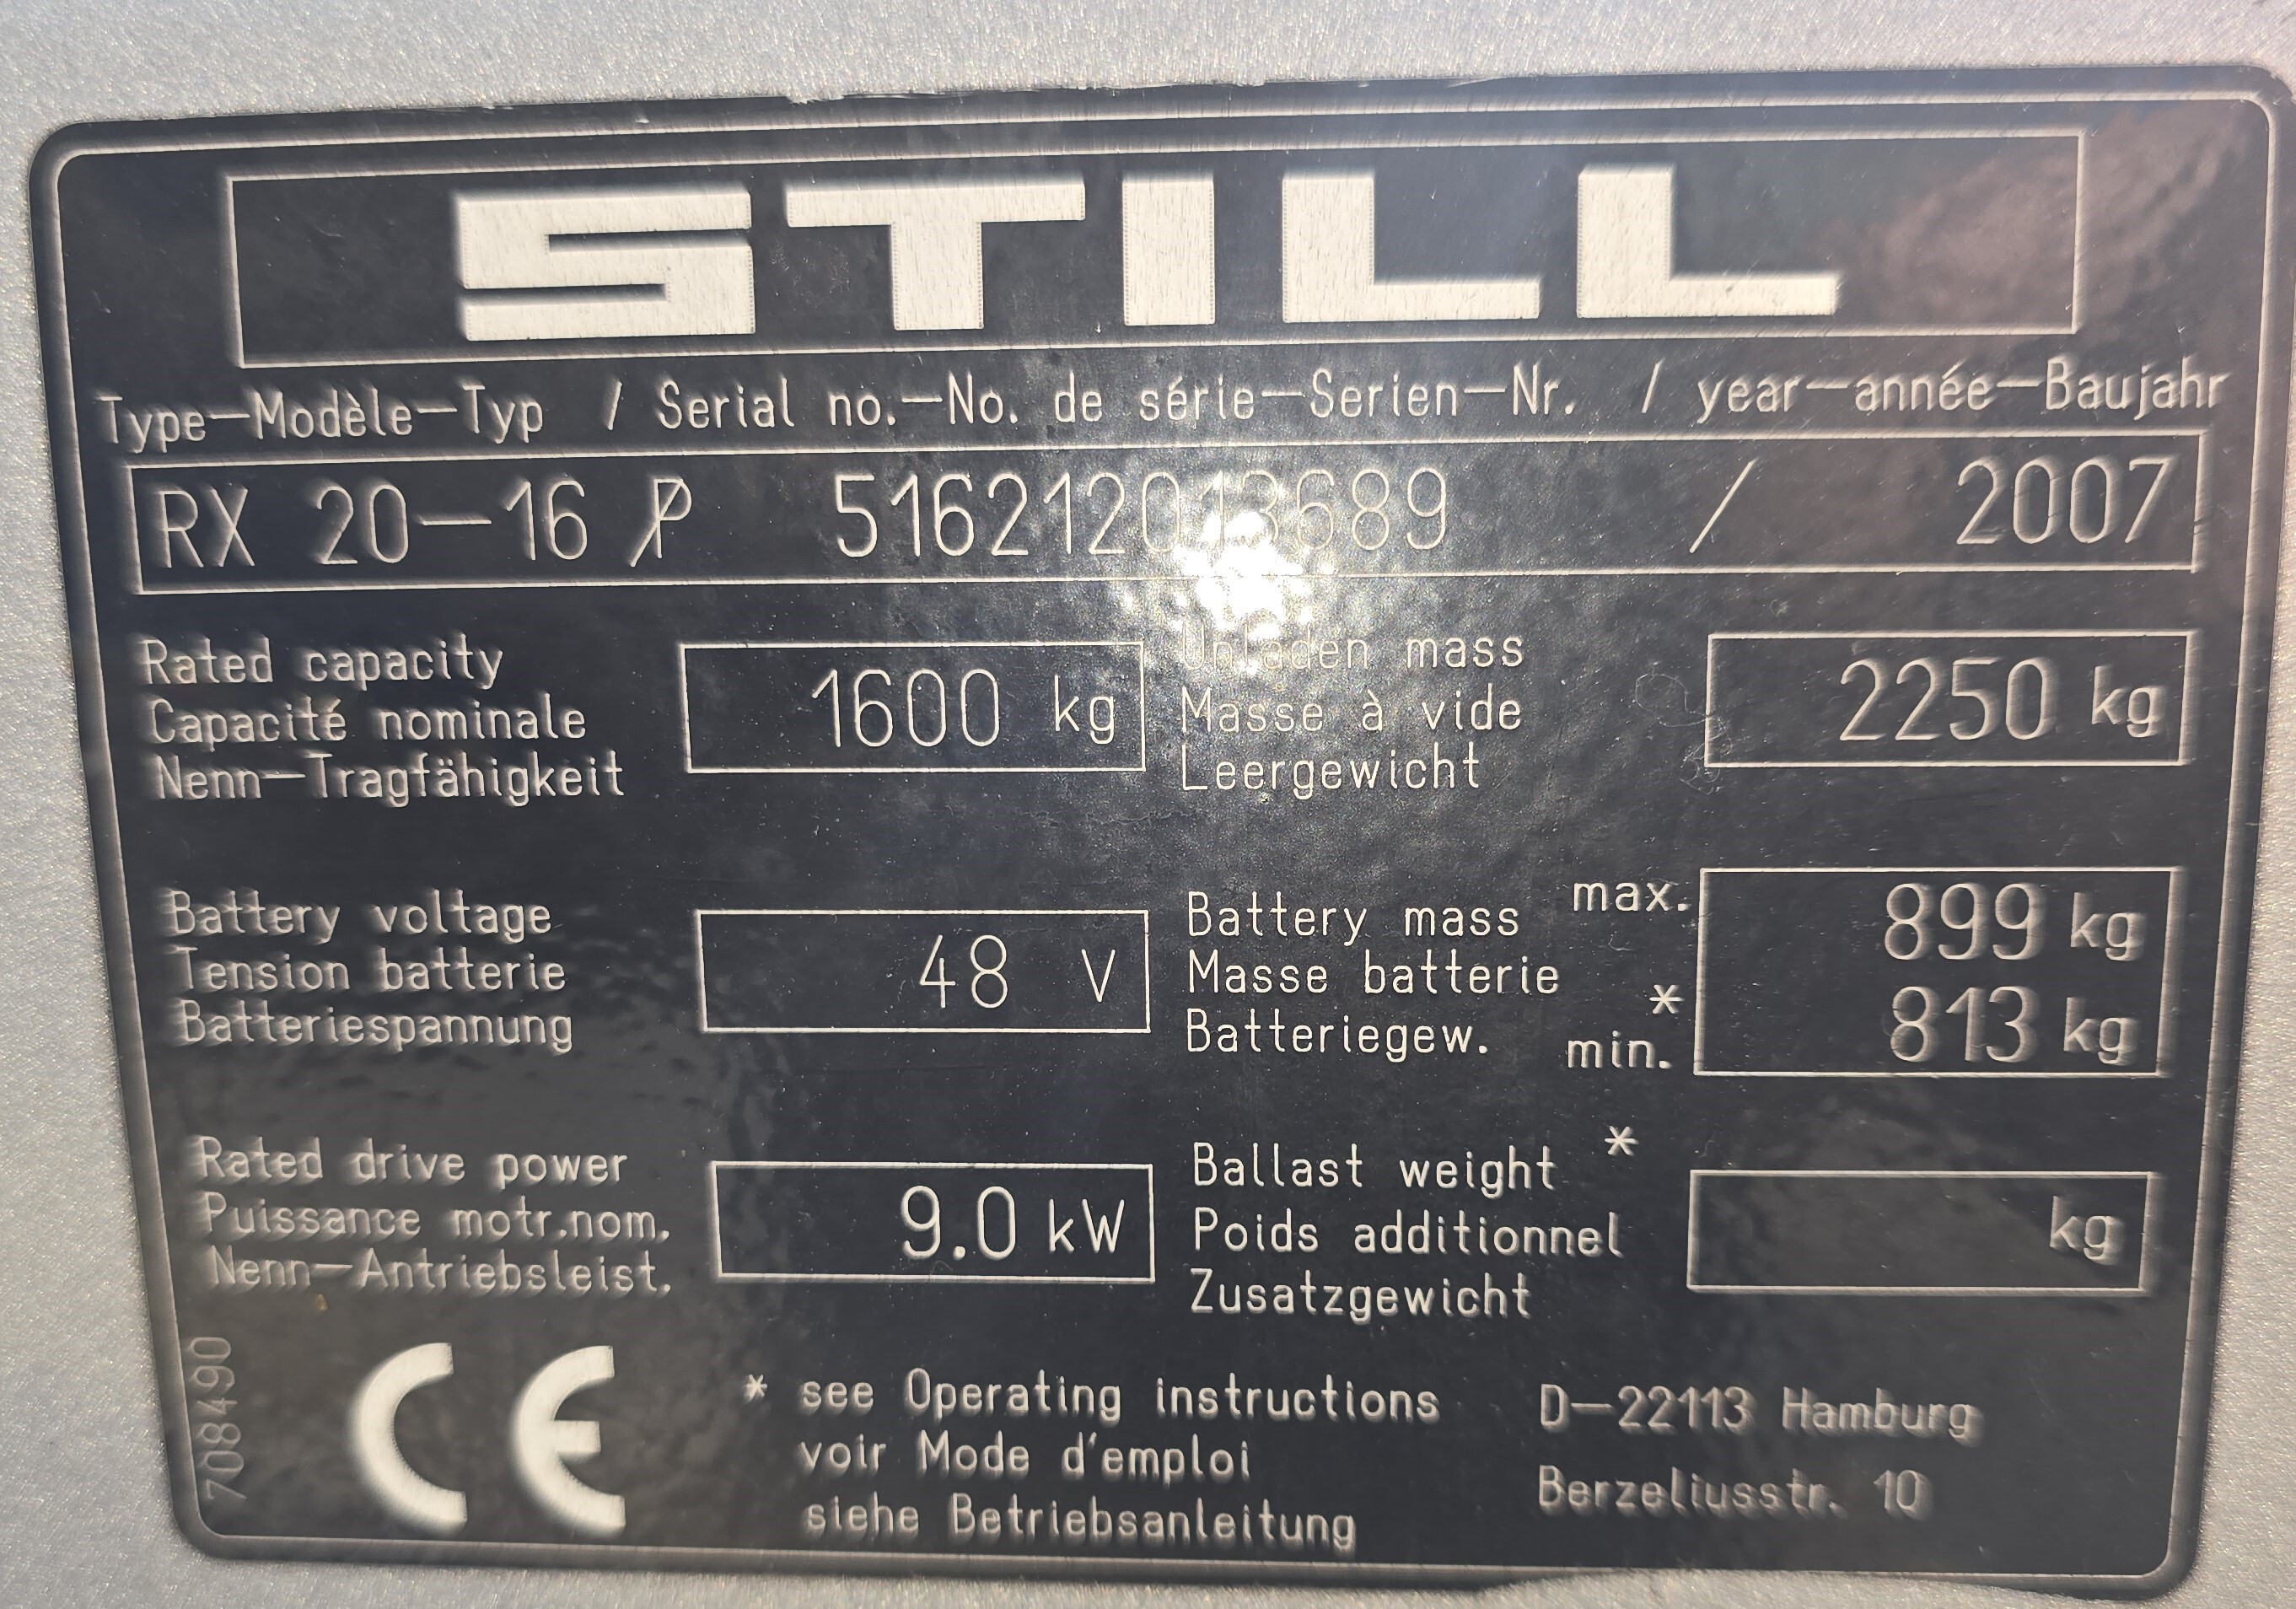 STILL
Type-Modèle-Typ / Serial no.-No. de série-Serien-Nr. / year-année-Baujahr
RX 20-16 P 516212013689 / 2007
Rated capacity
Capacité nominale
Nenn-Tragfähigkeit
1600 kg
Unladen mass
Masse à vide
Leergewicht
2250 kg
Battery voltage
Tension batterie
Batteriespannung
48 V
Battery mass
Masse batterie
Batteriegew.
max. 899 kg
* min. 813 kg
Rated drive power
Puissance motr.nom.
Nenn-Antriebsleist.
9.0 kW
Ballast weight *
Poids additionnel
Zusatzgewicht
kg
7084490
CE
* see Operating instructions
voir Mode d'emploi
siehe Betriebsanleitung
D-22113 Hamburg
Berzeliusstr. 10